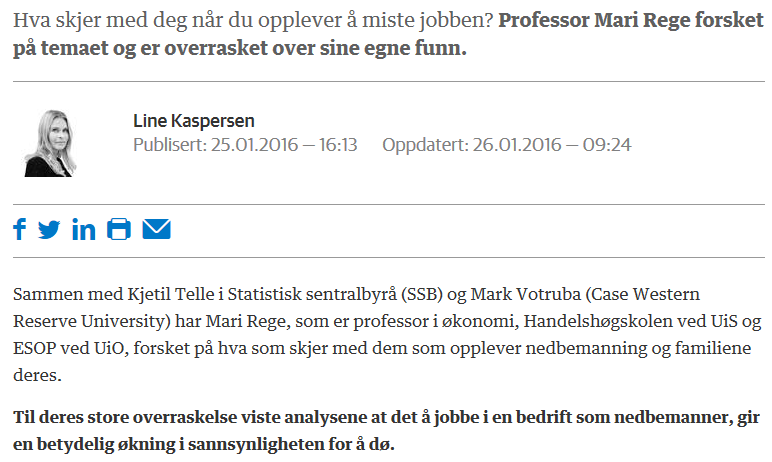 Hva skjer med deg når du opplever å miste jobben? Professor Mari Rege forsket
på temaet og er overrasket over sine egne funn.
Line Kaspersen
Publisert: 25.01.2016 — 16:13 Oppdatert: 26.01.2016 — 09:24
Sammen med Kjetil Telle i Statistisk sentralbyrå (SSB) og Mark Votruba (Case Western
Reserve University) har Mari Rege, som er professor i økonomi, Handelshøgskolen ved UiS og
ESOP ved UiO, forsket på hva som skjer med dem som opplever nedbemanning og familiene
deres.
Til deres store overraskelse viste analysene at det å jobbe i en bedrift som nedbemanner, gir
en betydelig økning i sannsynligheten for å dø.